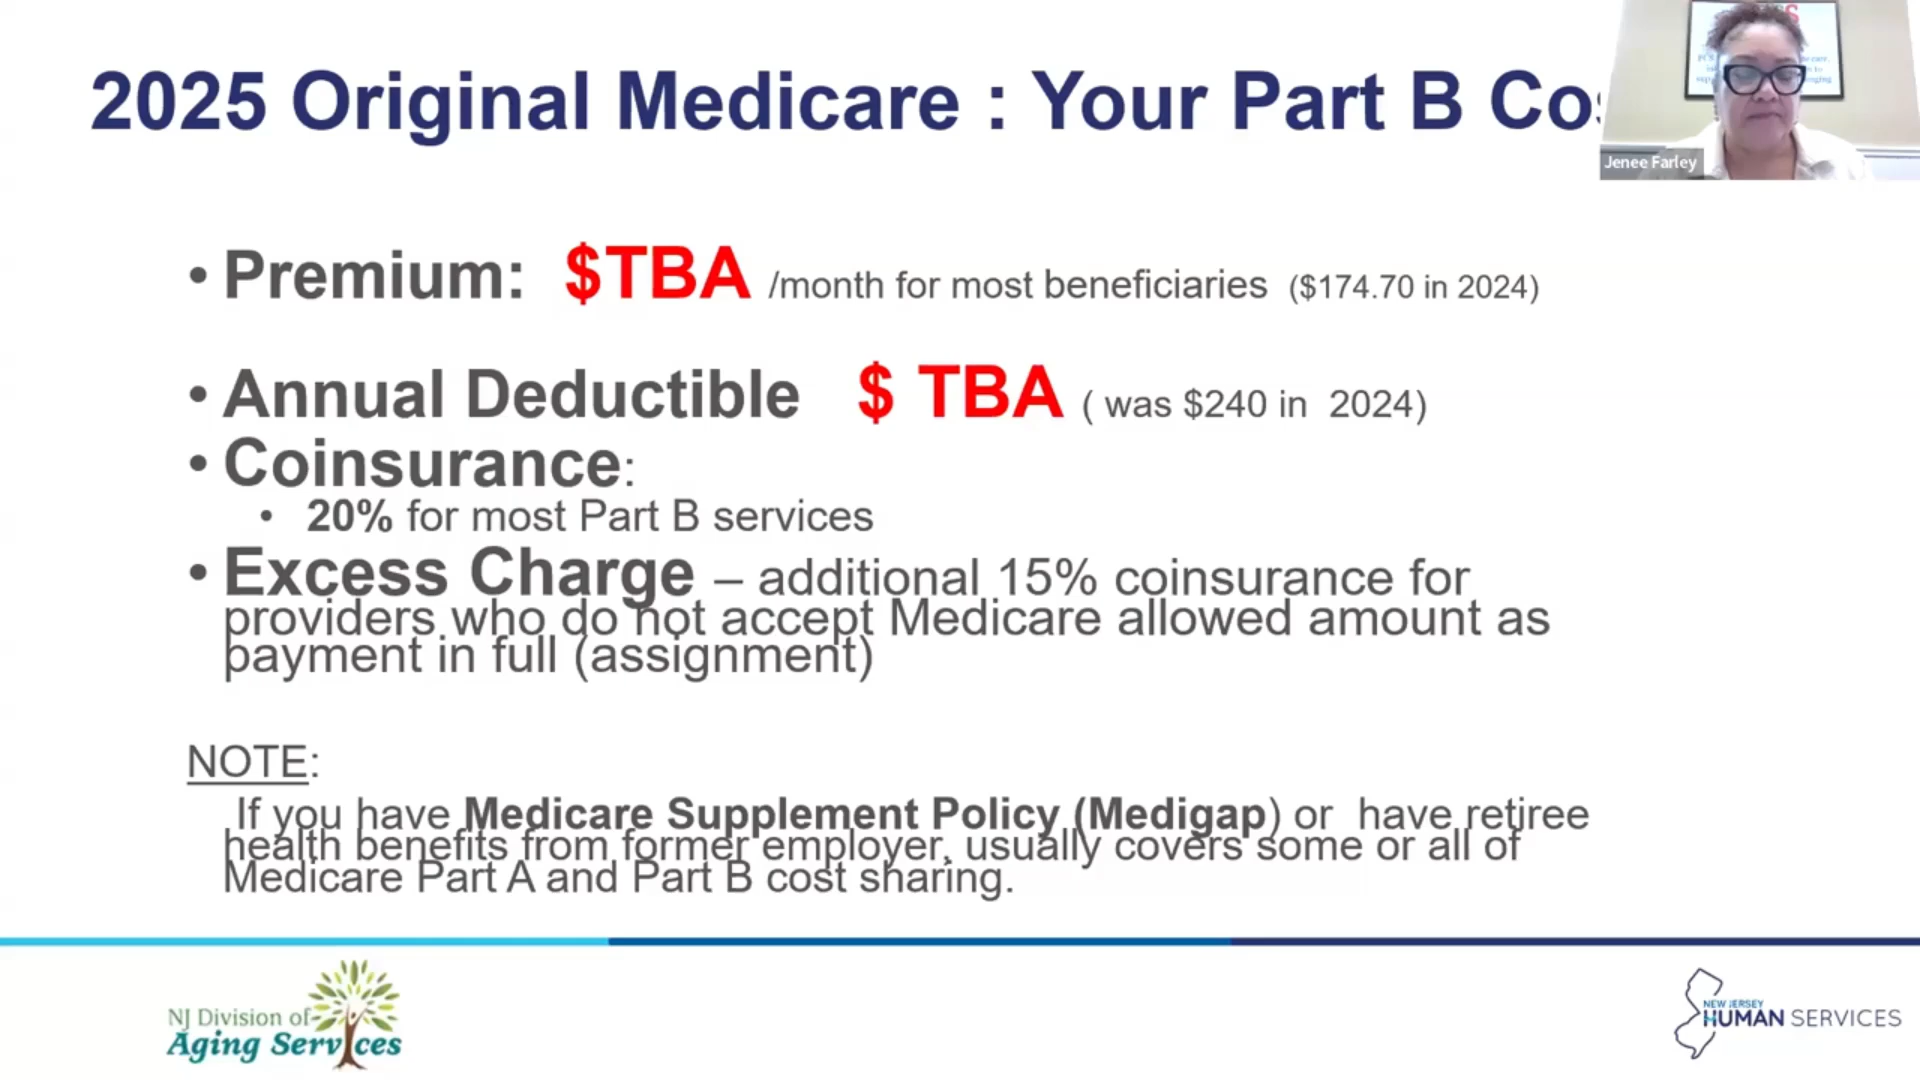 2025 Original Medicare : Your Part B Co
Jenee Farley
• Premium: $TBA /month for most beneficiaries ($174.70 in 2024)
• Annual Deductible $ TBA ( was $240 in 2024)
• Coinsurance:
• 20% for most Part B services
• Excess Charge – additional 15% coinsurance for
providers who do not accept Medicare allowed amount as
payment in full (assignment)
NOTE:
If you have Medicare Supplement Policy (Medigap) or have retiree
health benefits from former employer, usually covers some or all of
Medicare Part A and Part B cost sharing.
NJ Division of
Aging Services
NEW JERSEY
HUMAN SERVICES